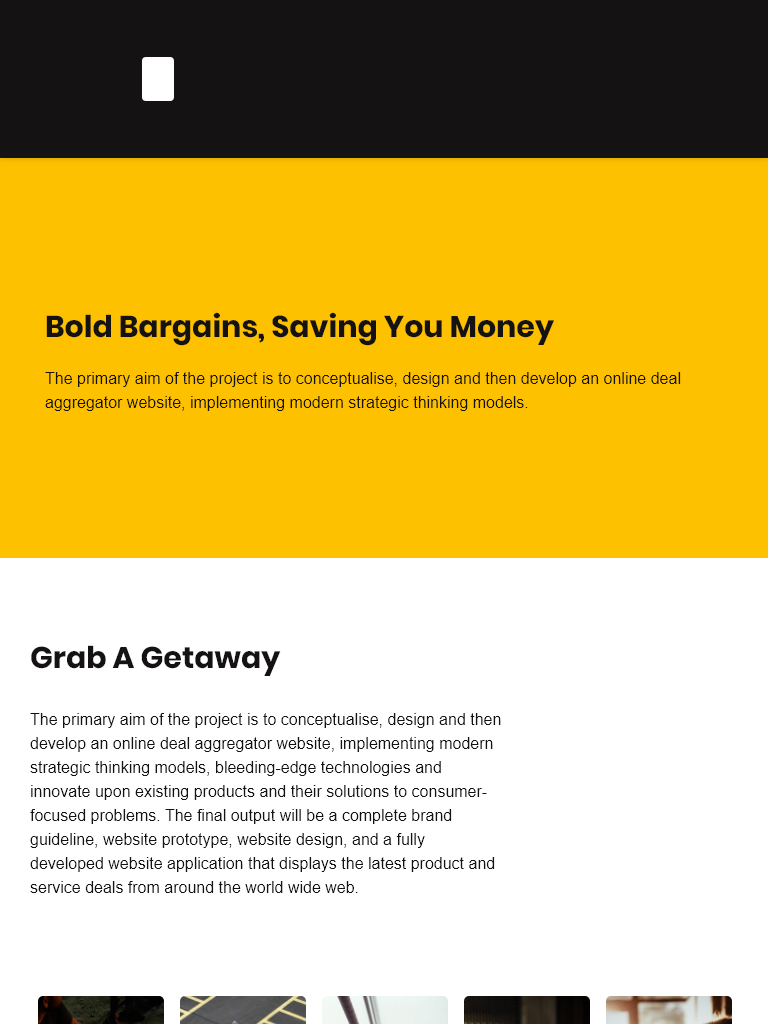 Bold Bargains, Saving You Money
The primary aim of the project is to conceptualise, design and then develop an online deal
aggregator website, implementing modern strategic thinking models.
Grab A Getaway
The primary aim of the project is to conceptualise, design and then
develop an online deal aggregator website, implementing modern
strategic thinking models, bleeding-edge technologies and
innovate upon existing products and their solutions to consumer-
focused problems. The final output will be a complete brand
guideline, website prototype, website design, and a fully
developed website application that displays the latest product and
service deals from around the world wide web.